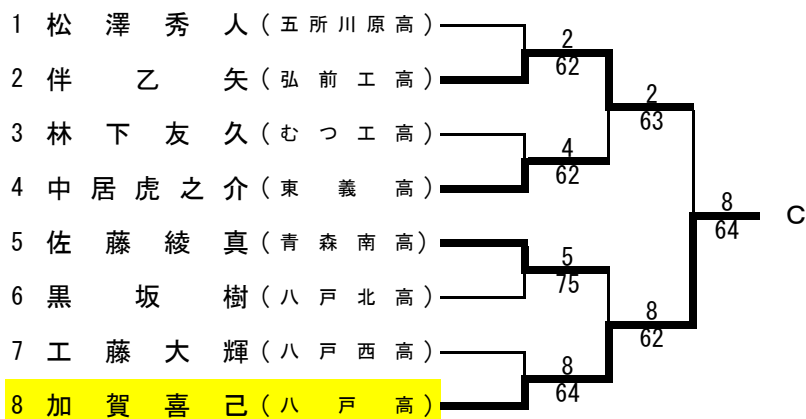 1 松澤秀人(五所川原高)
2 伴乙矢(弘前工高)
3 林下友久(むつ工高)
4 中居虎之介(東義高)
5 佐藤綾真(青森南高)
6 黒坂樹(八戸北高)
7 工藤大輝(八戸西高)
8 加賀喜己(八戸高)
2
62
4
62
5
75
8
64
2
63
8
62
8
64
C